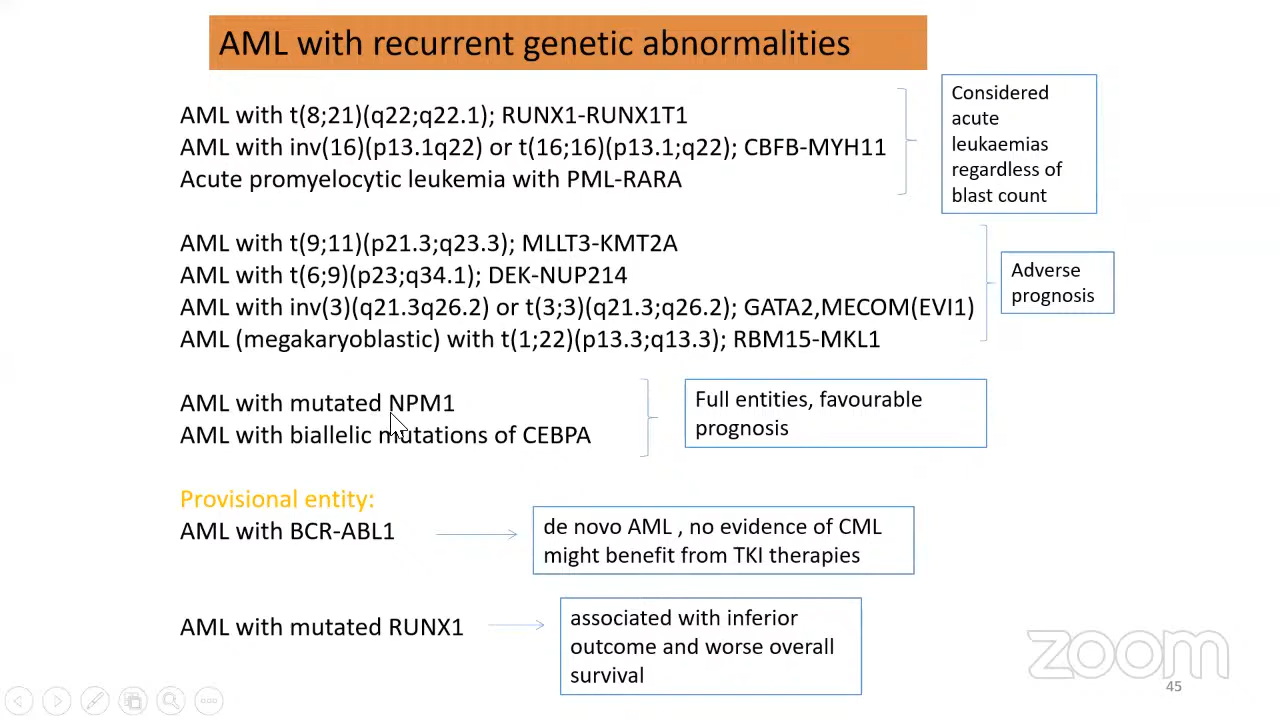 AML with recurrent genetic abnormalities
AML with t(8;21)(q22;q22.1); RUNX1-RUNX1T1
AML with inv(16)(p13.1q22) or t(16;16)(p13.1;q22); CBFB-MYH11
Acute promyelocytic leukemia with PML-RARA
Considered
acute
leukaemias
regardless of
blast count
AML with t(9;11)(p21.3;q23.3); MLLT3-KMT2A
AML with t(6;9)(p23;q34.1); DEK-NUP214
AML with inv(3)(q21.3q26.2) or t(3;3)(q21.3;q26.2); GATA2,MECOM(EVI1)
AML (megakaryoblastic) with t(1;22)(p13.3;q13.3); RBM15-MKL1
Adverse
prognosis
AML with mutated NPM1
AML with biallelic mutations of CEBPA
Full entities, favourable
prognosis
Provisional entity:
AML with BCR-ABL1
de novo AML , no evidence of CML
might benefit from TKI therapies
AML with mutated RUNX1
associated with inferior
outcome and worse overall
survival
zoom
45